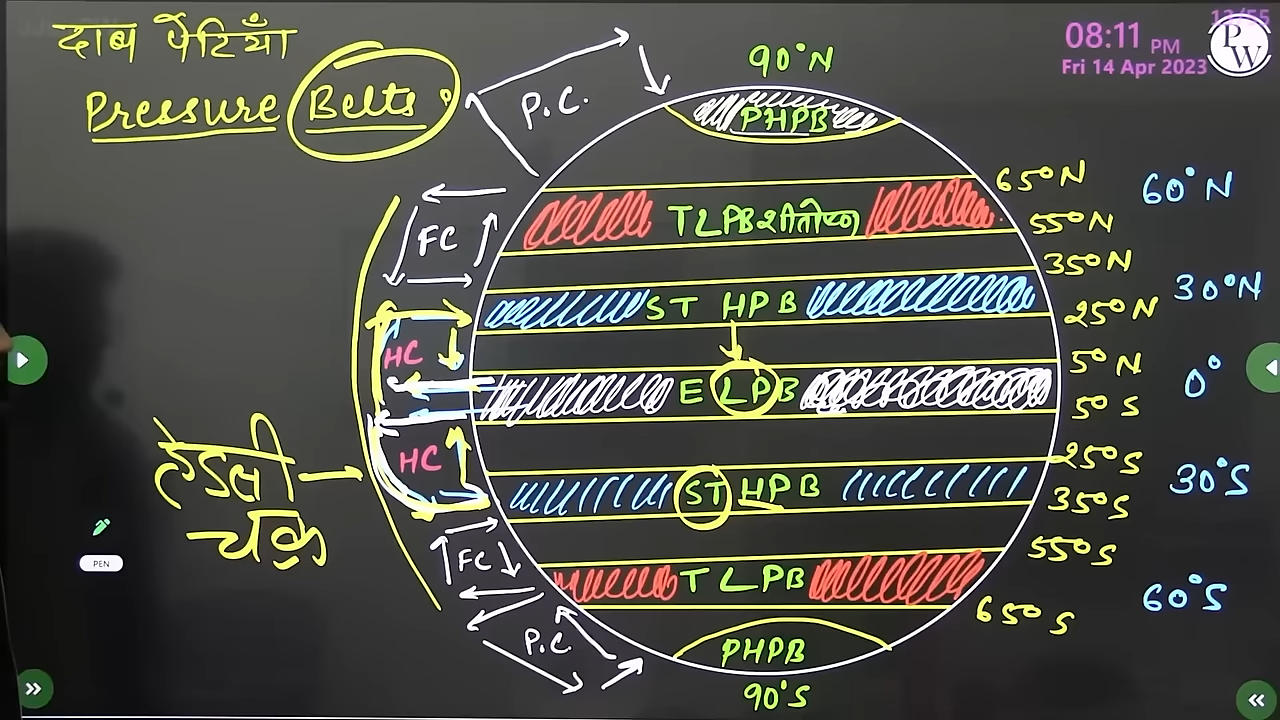 दाब पेटियाँ
Pressure Belts
08:11 PM
Fri 14 Apr 2023
PW
90°N
P.C.
PHPB
65°N
60°N
TLPB शीतोष्ण
55°N
FC
35°N
ST HPB
25°N
30°N
HC
5°N
E LPB
0°
5°S
HC
25°S
ST HPB
30°S
35°S
हेडली
चक्र
FC
55°S
TLPB
60°S
65°S
P.C.
PHPB
90°S
PEN